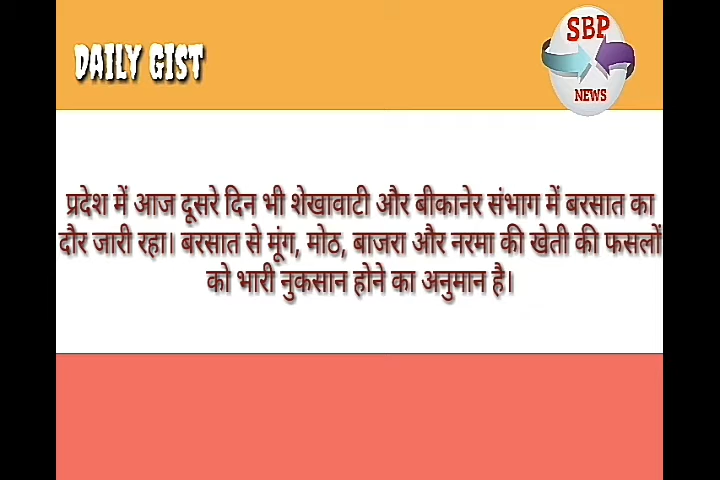 DAILY GIST
SBP
NEWS
प्रदेश में आज दूसरे दिन भी शेखावाटी और बीकानेर संभाग में बरसात का
दौर जारी रहा। बरसात से मूंग, मोठ, बाजरा और नरमा की खेती की फसलों
को भारी नुकसान होने का अनुमान है।